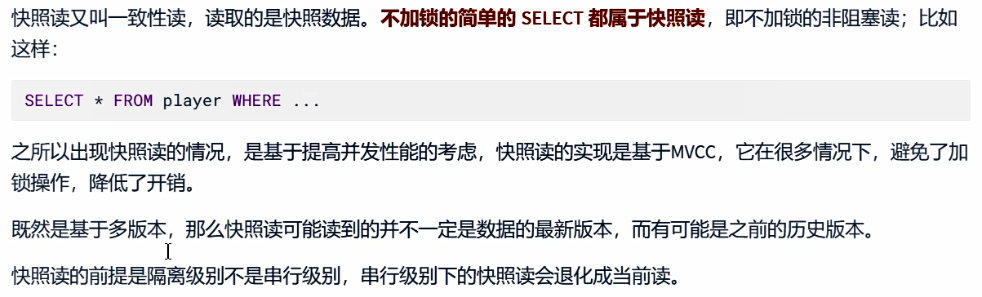 快照读又叫一致性读，读取的是快照数据。不加锁的简单的 SELECT 都属于快照读，即不加锁的非阻塞读；比如
这样：
SELECT * FROM player WHERE ...
之所以出现快照读的情况，是基于提高并发性能的考虑，快照读的实现是基于MVCC，它在很多情况下，避免了加
锁操作，降低了开销。
既然是基于多版本，那么快照读可能读到的并不一定是数据的最新版本，而有可能是之前的历史版本。
快照读的前提是隔离级别不是串行级别，串行级别下的快照读会退化成当前读。